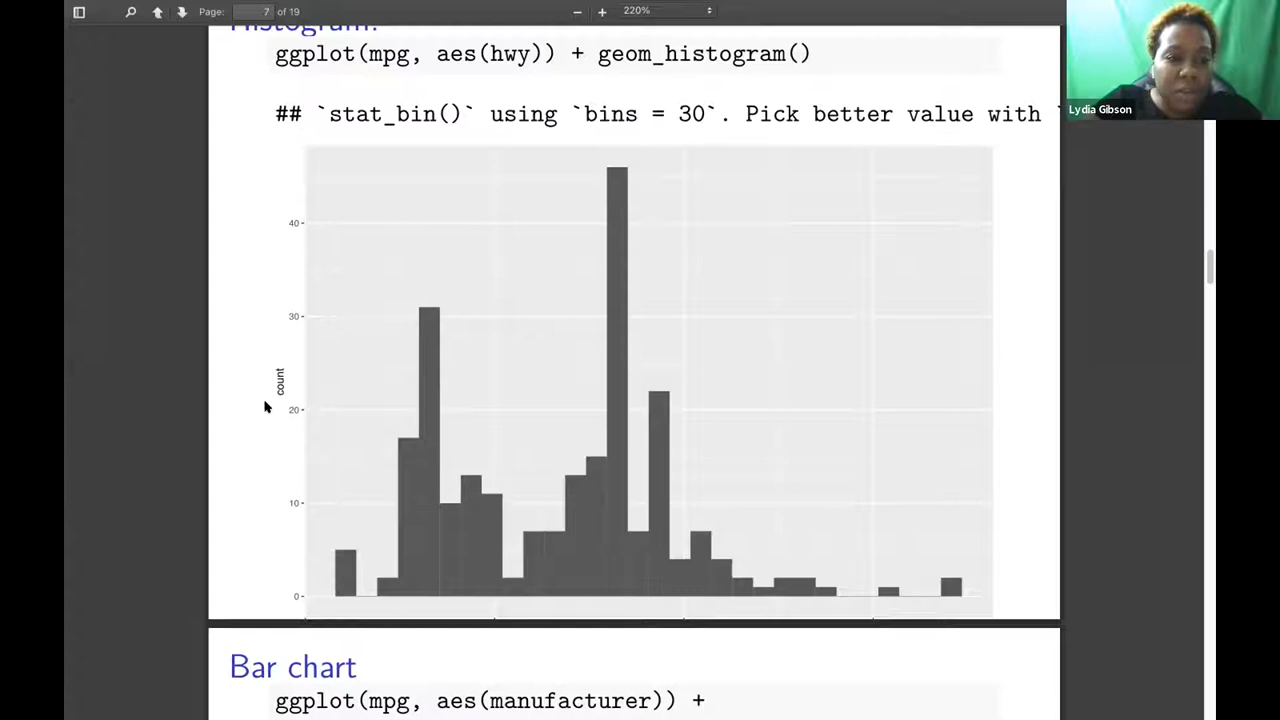 Page: 7 of 19
220%
Histogram:
ggplot(mpg, aes(hwy)) + geom_histogram()
Lydia Gibson
## `stat_bin()` using `bins = 30`. Pick better value with `
40
30
count
20
10
0
Bar chart
ggplot(mpg, aes(manufacturer)) +